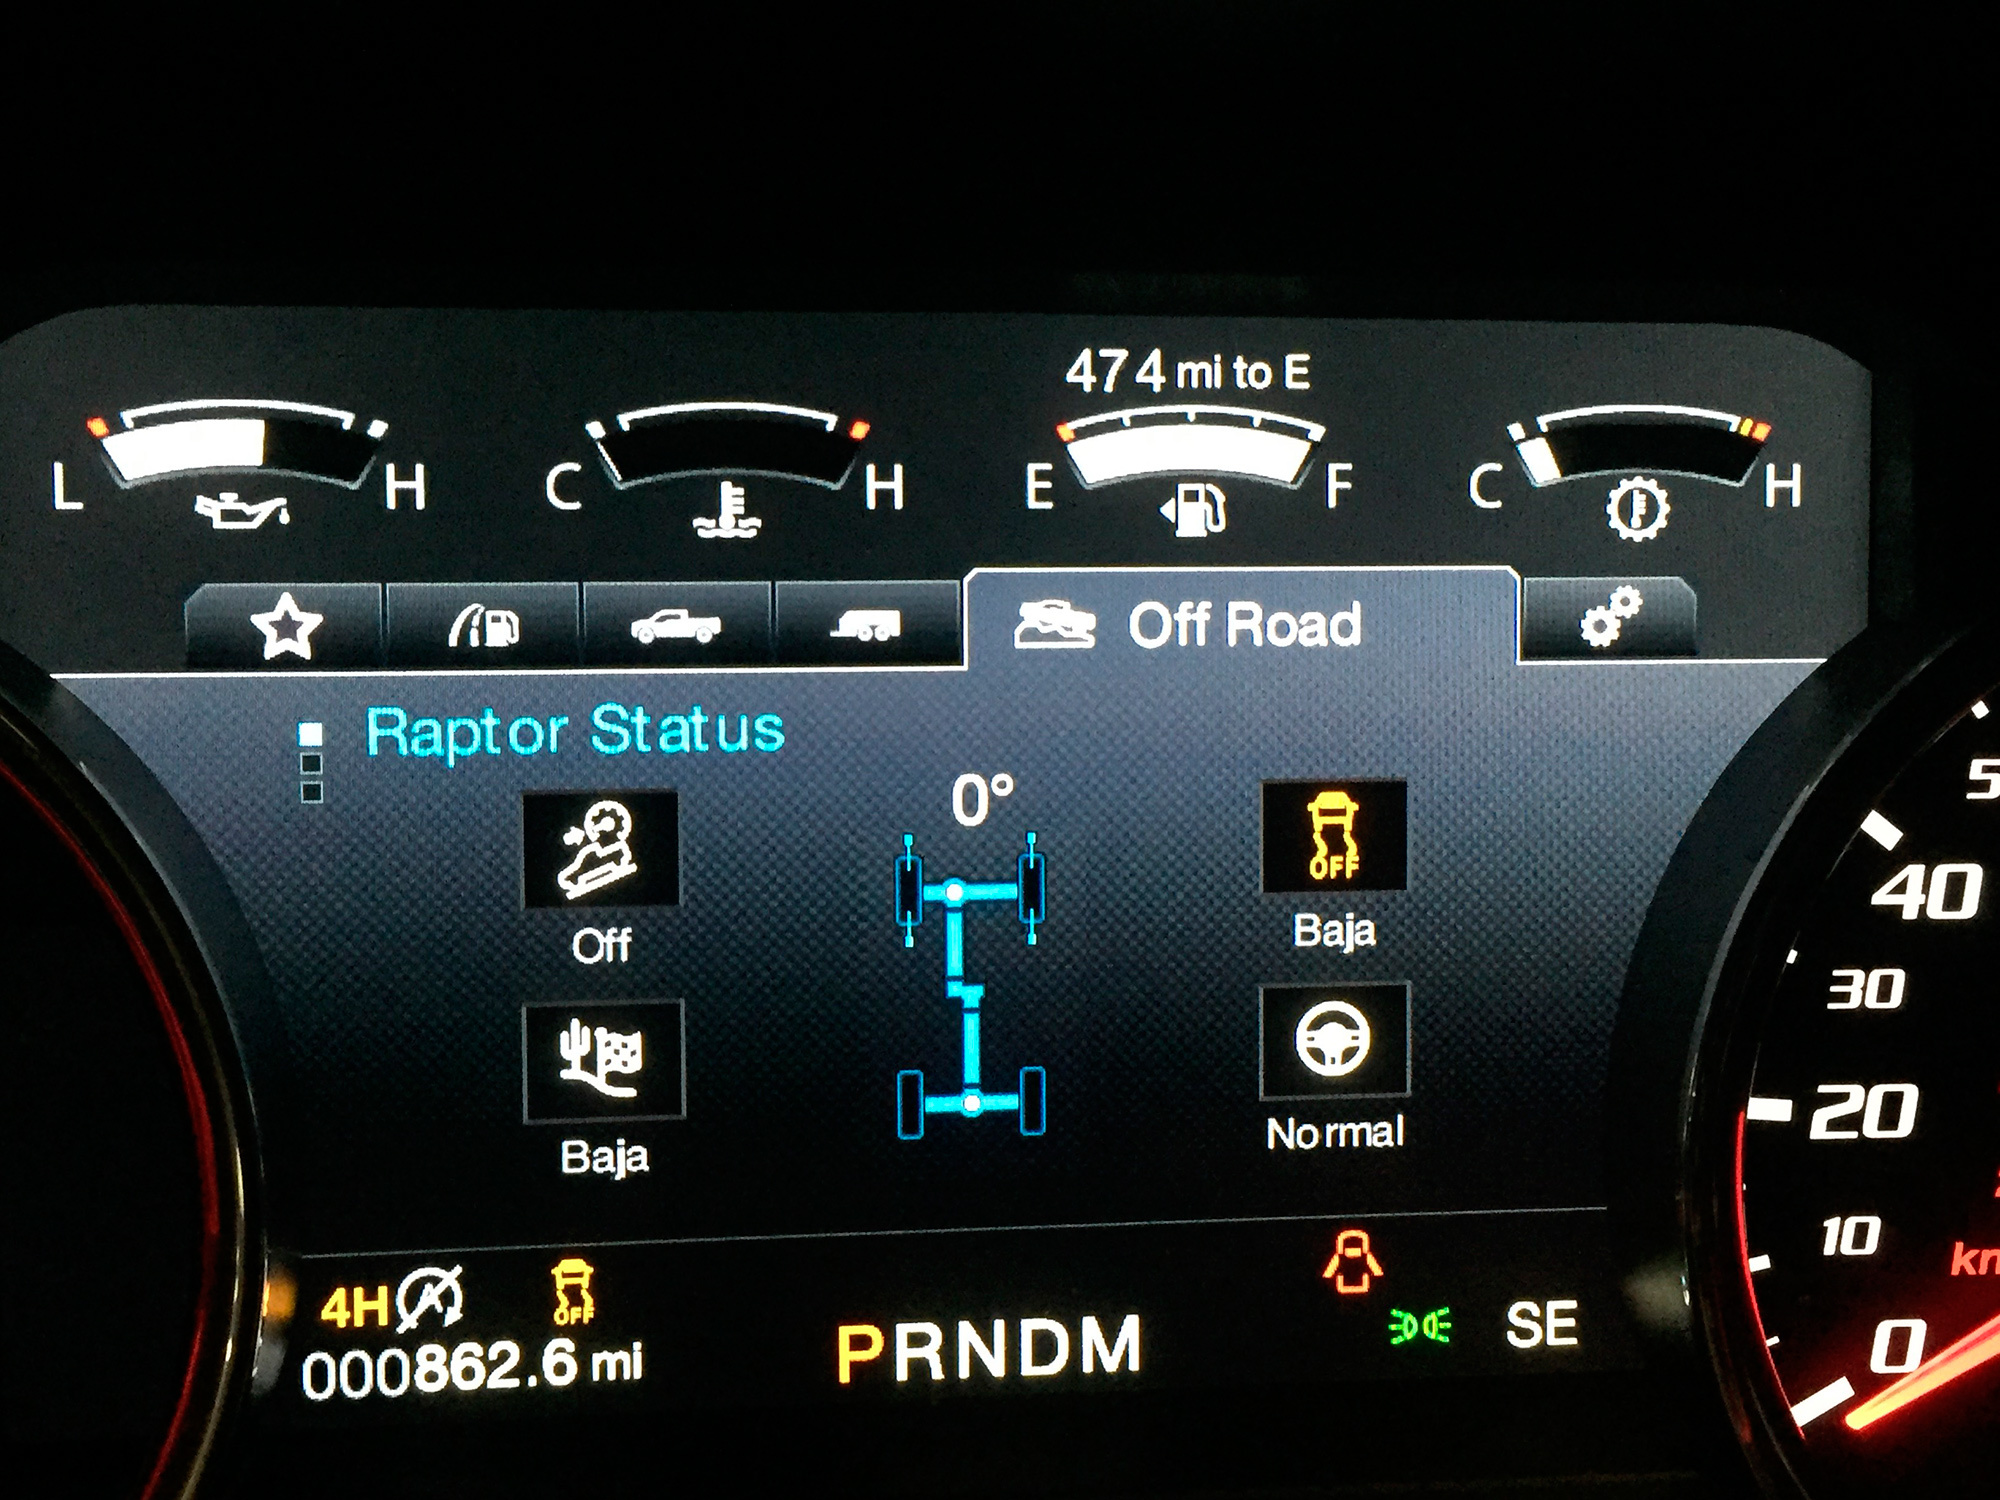 474 mi to E
L H C H E F C H
Off Road
Raptor Status
0°
OFF
Off
Baja
Baja
Normal
4H A OFF
000862.6 mi
PRNDM
SE
40
30
20
10
0